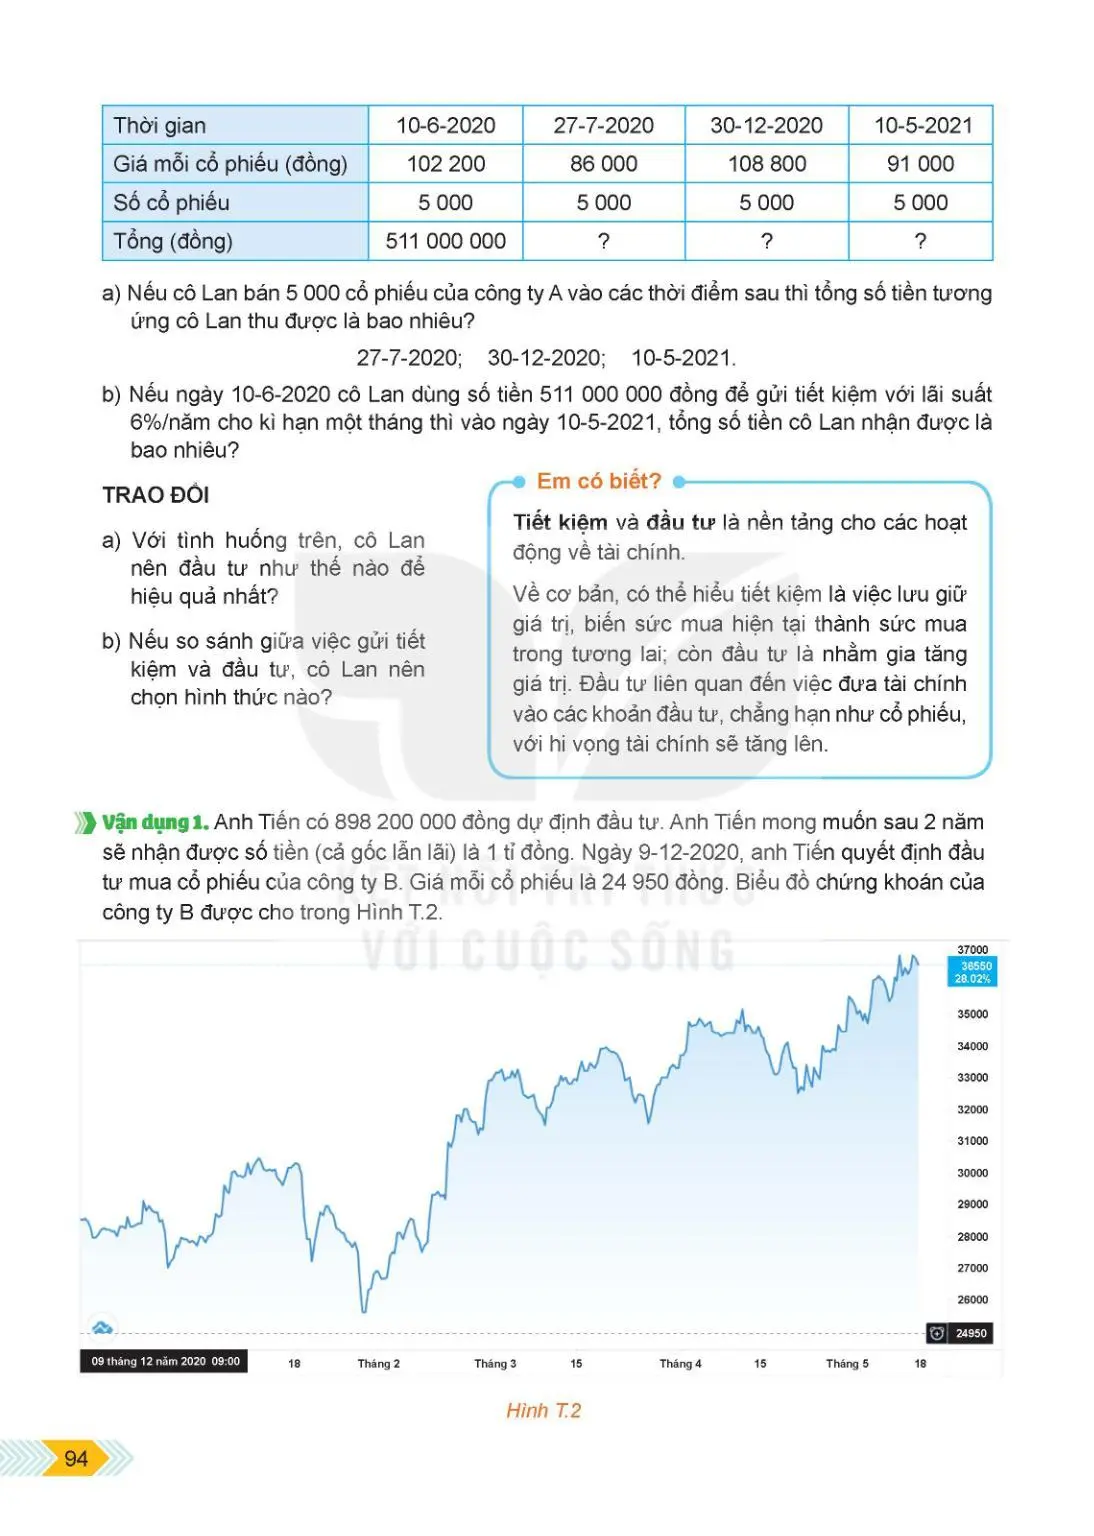 Thời gian 10-6-2020 27-7-2020 30-12-2020 10-5-2021
Giá mỗi cổ phiếu (đồng) 102 200 86 000 108 800 91 000
Số cổ phiếu 5 000 5 000 5 000 5 000
Tổng (đồng) 511 000 000 ? ? ?
a) Nếu cô Lan bán 5 000 cổ phiếu của công ty A vào các thời điểm sau thì tổng số tiền tương
ứng cô Lan thu được là bao nhiêu?
27-7-2020; 30-12-2020; 10-5-2021.
b) Nếu ngày 10-6-2020 cô Lan dùng số tiền 511 000 000 đồng để gửi tiết kiệm với lãi suất
6%/năm cho kì hạn một tháng thì vào ngày 10-5-2021, tổng số tiền cô Lan nhận được là
bao nhiêu?
TRAO ĐỔI
a) Với tình huống trên, cô Lan
nên đầu tư như thế nào để
hiệu quả nhất?
b) Nếu so sánh giữa việc gửi tiết
kiệm và đầu tư, cô Lan nên
chọn hình thức nào?
Em có biết?
Tiết kiệm và đầu tư là nền tảng cho các hoạt
động về tài chính.
Về cơ bản, có thể hiểu tiết kiệm là việc lưu giữ
giá trị, biến sức mua hiện tại thành sức mua
trong tương lai; còn đầu tư là nhằm gia tăng
giá trị. Đầu tư liên quan đến việc đưa tài chính
vào các khoản đầu tư, chẳng hạn như cổ phiếu,
với hi vọng tài chính sẽ tăng lên.
Vận dụng 1. Anh Tiến có 898 200 000 đồng dự định đầu tư. Anh Tiến mong muốn sau 2 năm
sẽ nhận được số tiền (cả gốc lẫn lãi) là 1 tỉ đồng. Ngày 9-12-2020, anh Tiến quyết định đầu
tư mua cổ phiếu của công ty B. Giá mỗi cổ phiếu là 24 950 đồng. Biểu đồ chứng khoán của
công ty B được cho trong Hình T.2.
KẾT NỐI TRI THỨC
VỚI CUỘC SỐNG
37000
36550
28.02%
35000
34000
33000
32000
31000
30000
29000
28000
27000
26000
24950
09 tháng 12 năm 2020 09:00 18 Tháng 2 Tháng 3 15 Tháng 4 15 Tháng 5 18
Hình T.2
94